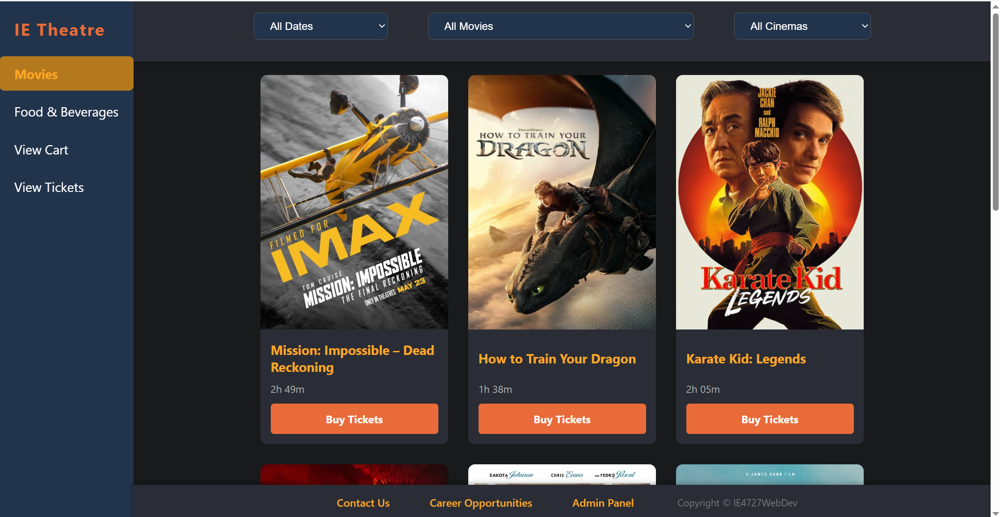 IE Theatre
Movies
Food & Beverages
View Cart
View Tickets
All Dates
All Movies
All Cinemas
FILMED FOR
IMAX
TOM CRUISE
MISSION: IMPOSSIBLE
THE FINAL RECKONING
ONLY IN THEATRES MAY 23
Mission: Impossible – Dead
Reckoning
2h 49m
Buy Tickets
DREAMWORKS
HOW TO TRAIN YOUR
DRAGON
How to Train Your Dragon
1h 38m
Buy Tickets
JACKIE
CHAN
and
RALPH
MACCHIO
Karate Kid
LEGENDS
Karate Kid: Legends
2h 05m
Buy Tickets
DAKOTA Johnson CHRIS Evans AND PEDRO Pascal
A JAMES GUNN FILM
Contact Us
Career Opportunities
Admin Panel
Copyright © IE4727WebDev